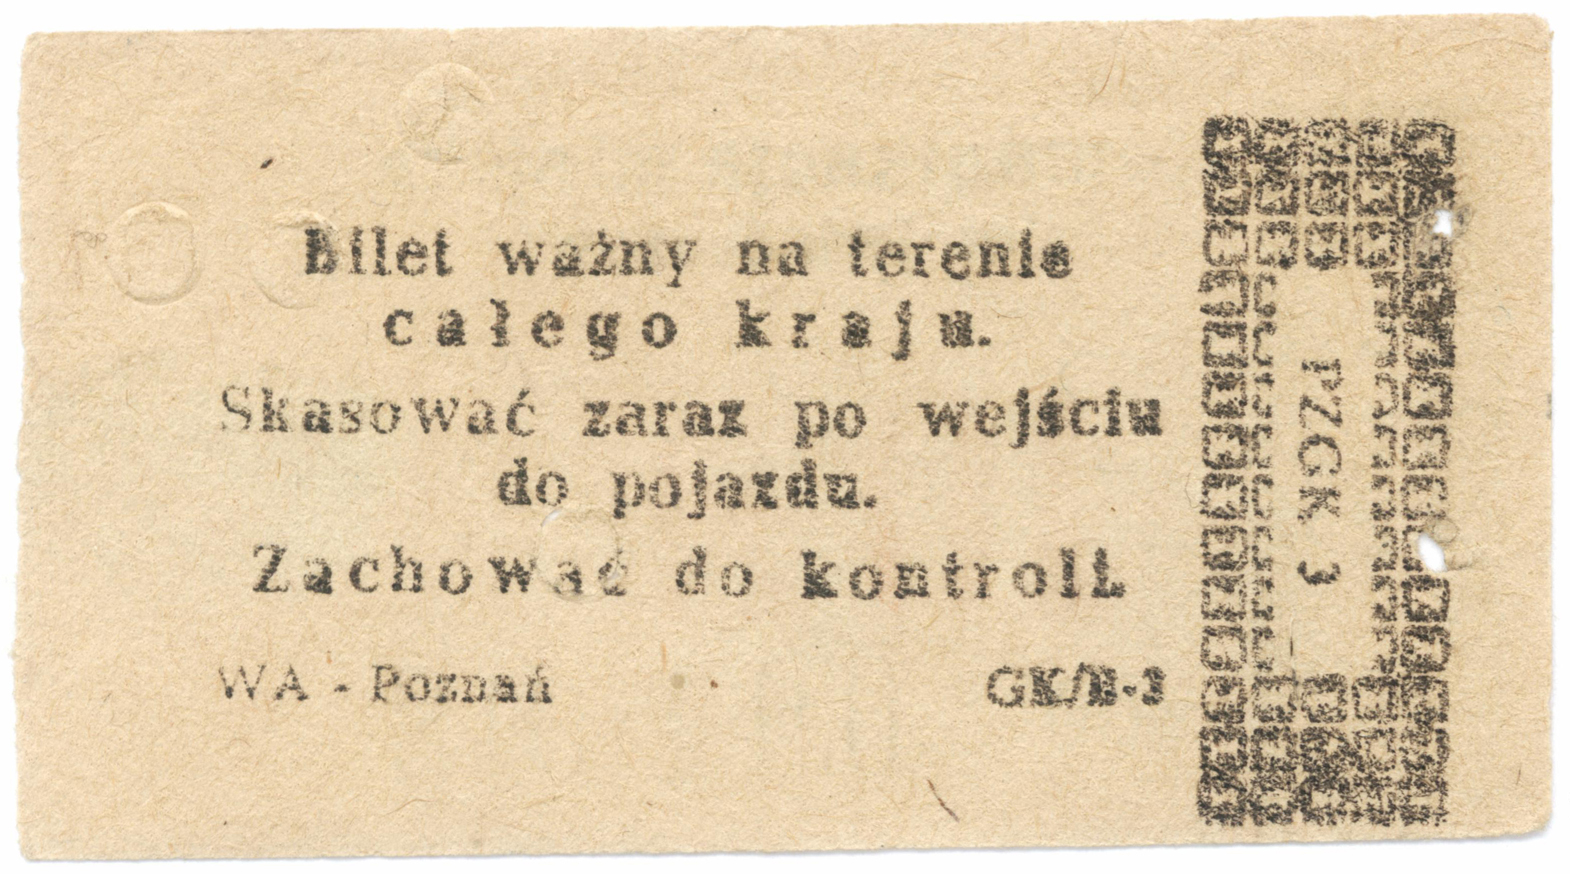 Bilet ważny na terenie
całego kraju.
Skasować zaraz po wejściu
do pojazdu.
Zachować do kontroli.
WA - Poznań
GK/B-3
PZGK 3